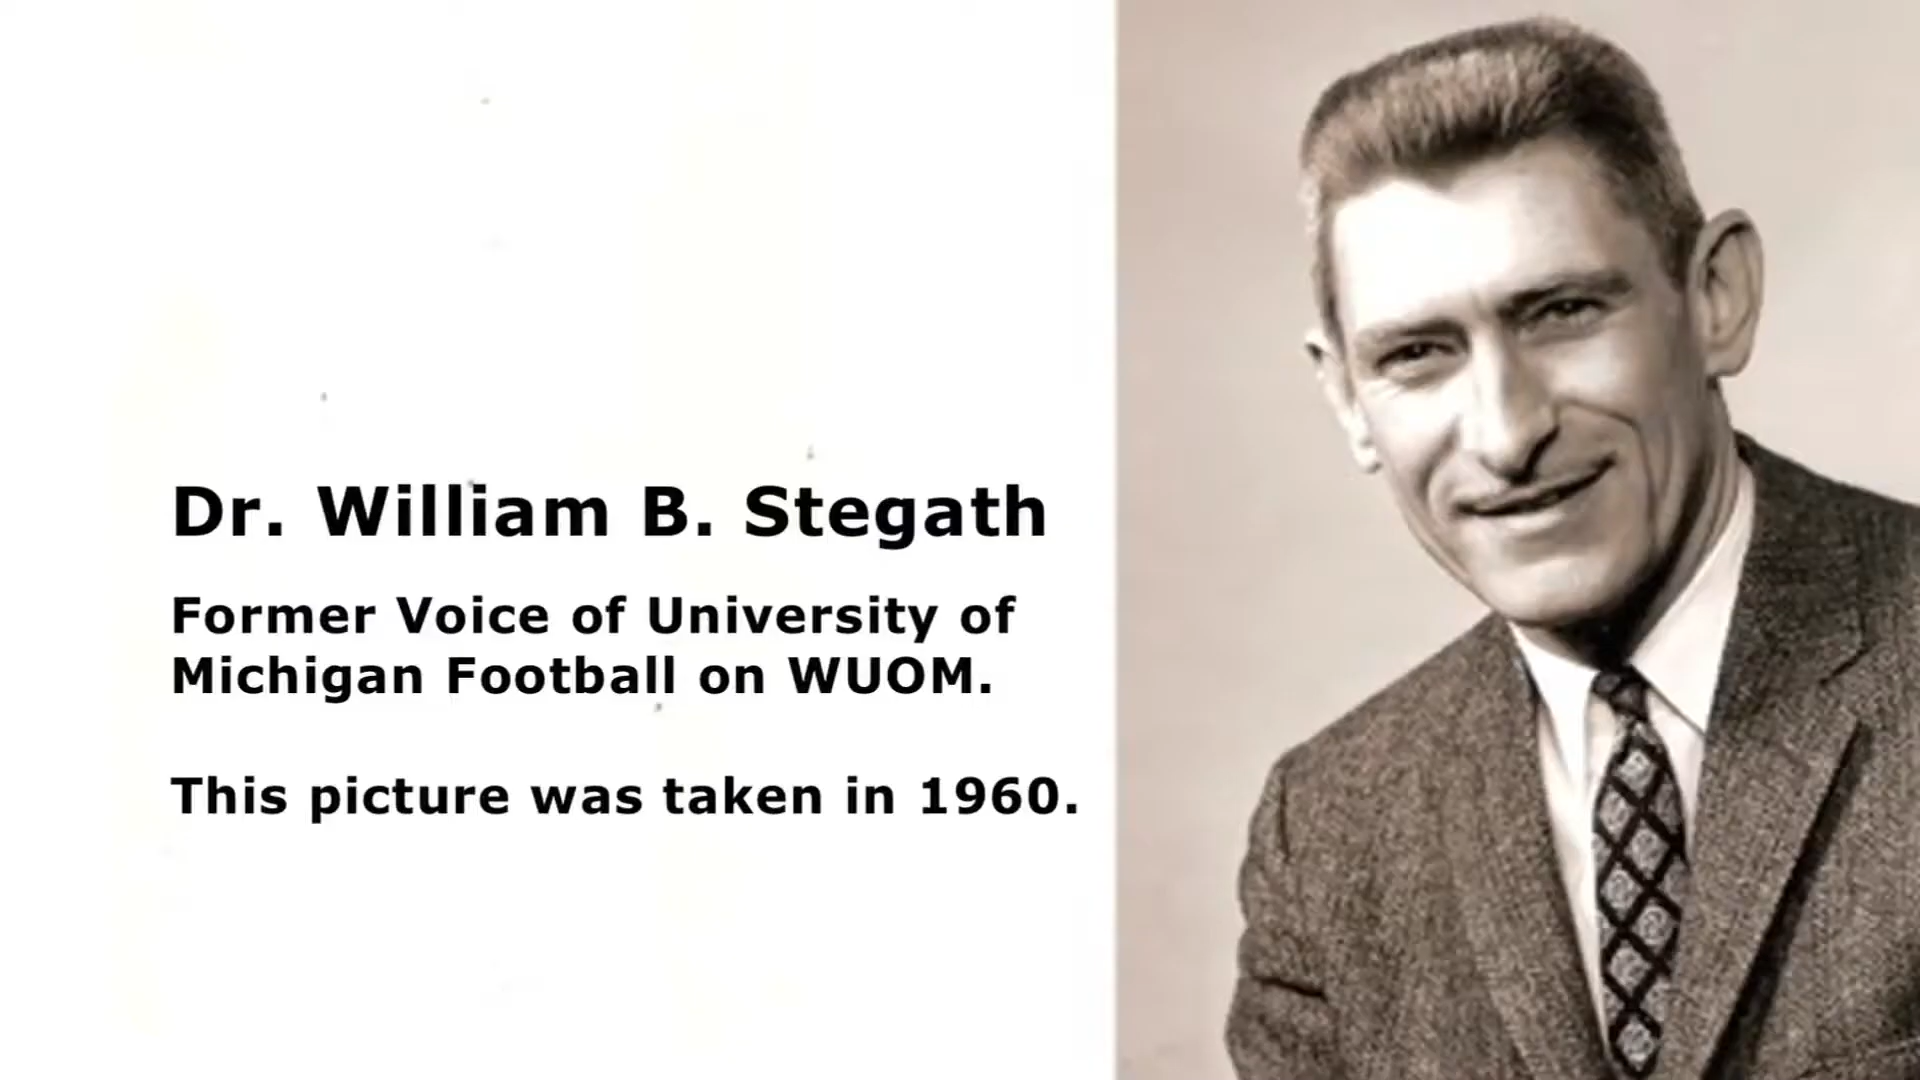 Dr. William B. Stegath
Former Voice of University of
Michigan Football on WUOM.
This picture was taken in 1960.